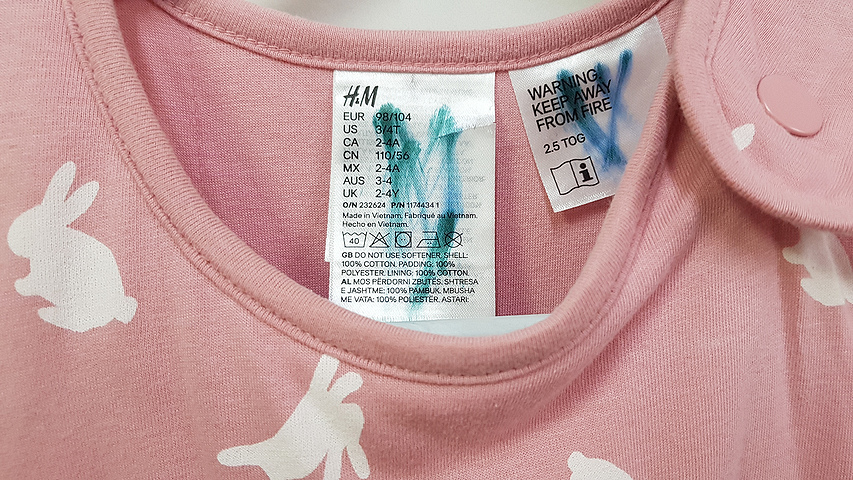 H&M
EUR 98/104
US 3/4T
CA 2-4A
CN 110/56
MX 2-4A
AUS 3-4
UK 2-4Y
O/N 232624 P/N 1174434 1
Made in Vietnam. Fabriqué au Vietnam.
Hecho en Vietnam.
40
GB DO NOT USE SOFTENER. SHELL:
100% COTTON. PADDING: 100%
POLYESTER. LINING: 100% COTTON.
AL MOS PËRDORNI ZBUTËS. SHTRESA
E JASHTME: 100% PAMBUK. MBUSHA
ME VATA: 100% POLIESTER. ASTARI:
WARNING.
KEEP AWAY
FROM FIRE
2.5 TOG
i